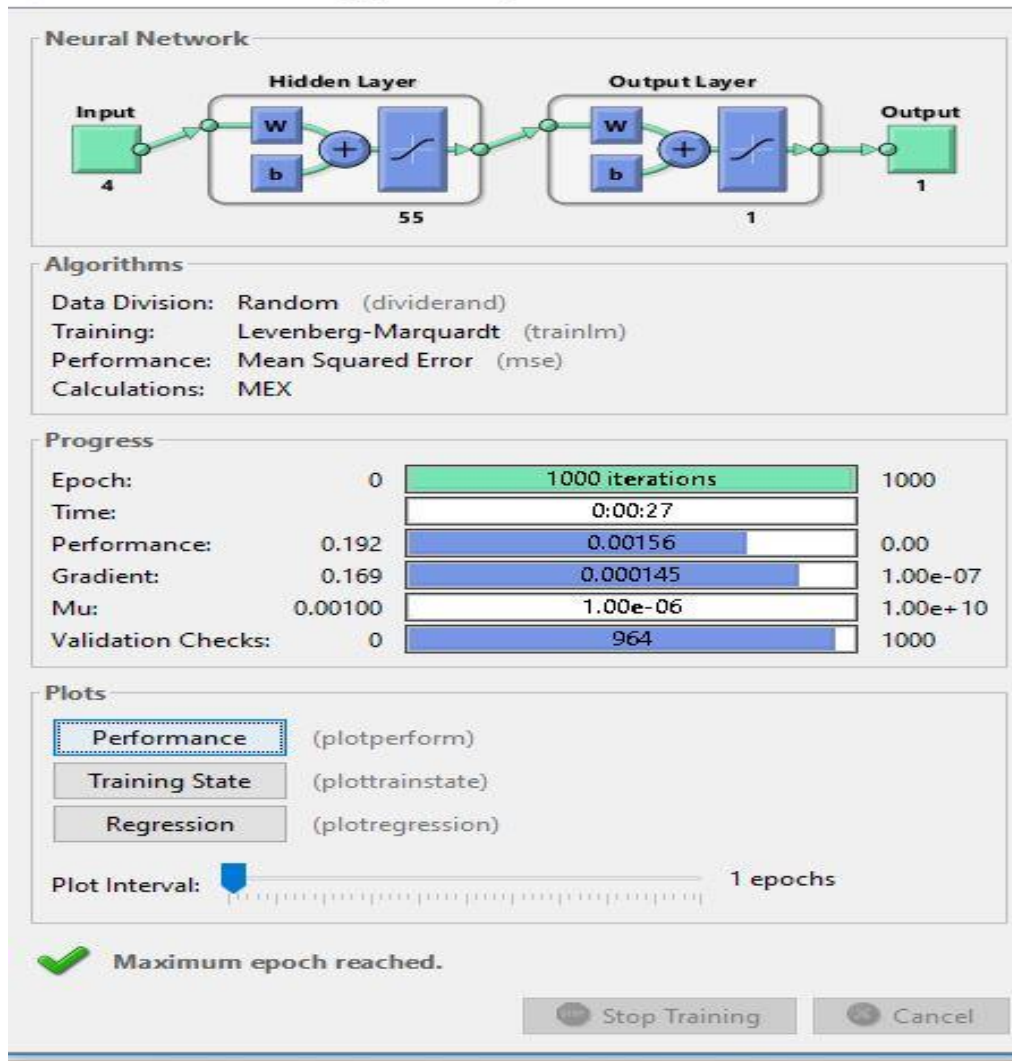 Neural Network
Hidden Layer
Output Layer
Input
Output
W
b
+
W
b
+
4
55
1
1
Algorithms
Data Division: Random (dividerand)
Training: Levenberg-Marquardt (trainlm)
Performance: Mean Squared Error (mse)
Calculations: MEX
Progress
Epoch: 0 1000 iterations 1000
Time: 0:00:27
Performance: 0.192 0.00156 0.00
Gradient: 0.169 0.000145 1.00e-07
Mu: 0.00100 1.00e-06 1.00e+10
Validation Checks: 0 964 1000
Plots
Performance (plotperform)
Training State (plottrainstate)
Regression (plotregression)
Plot Interval: 1 epochs
Maximum epoch reached.
Stop Training Cancel